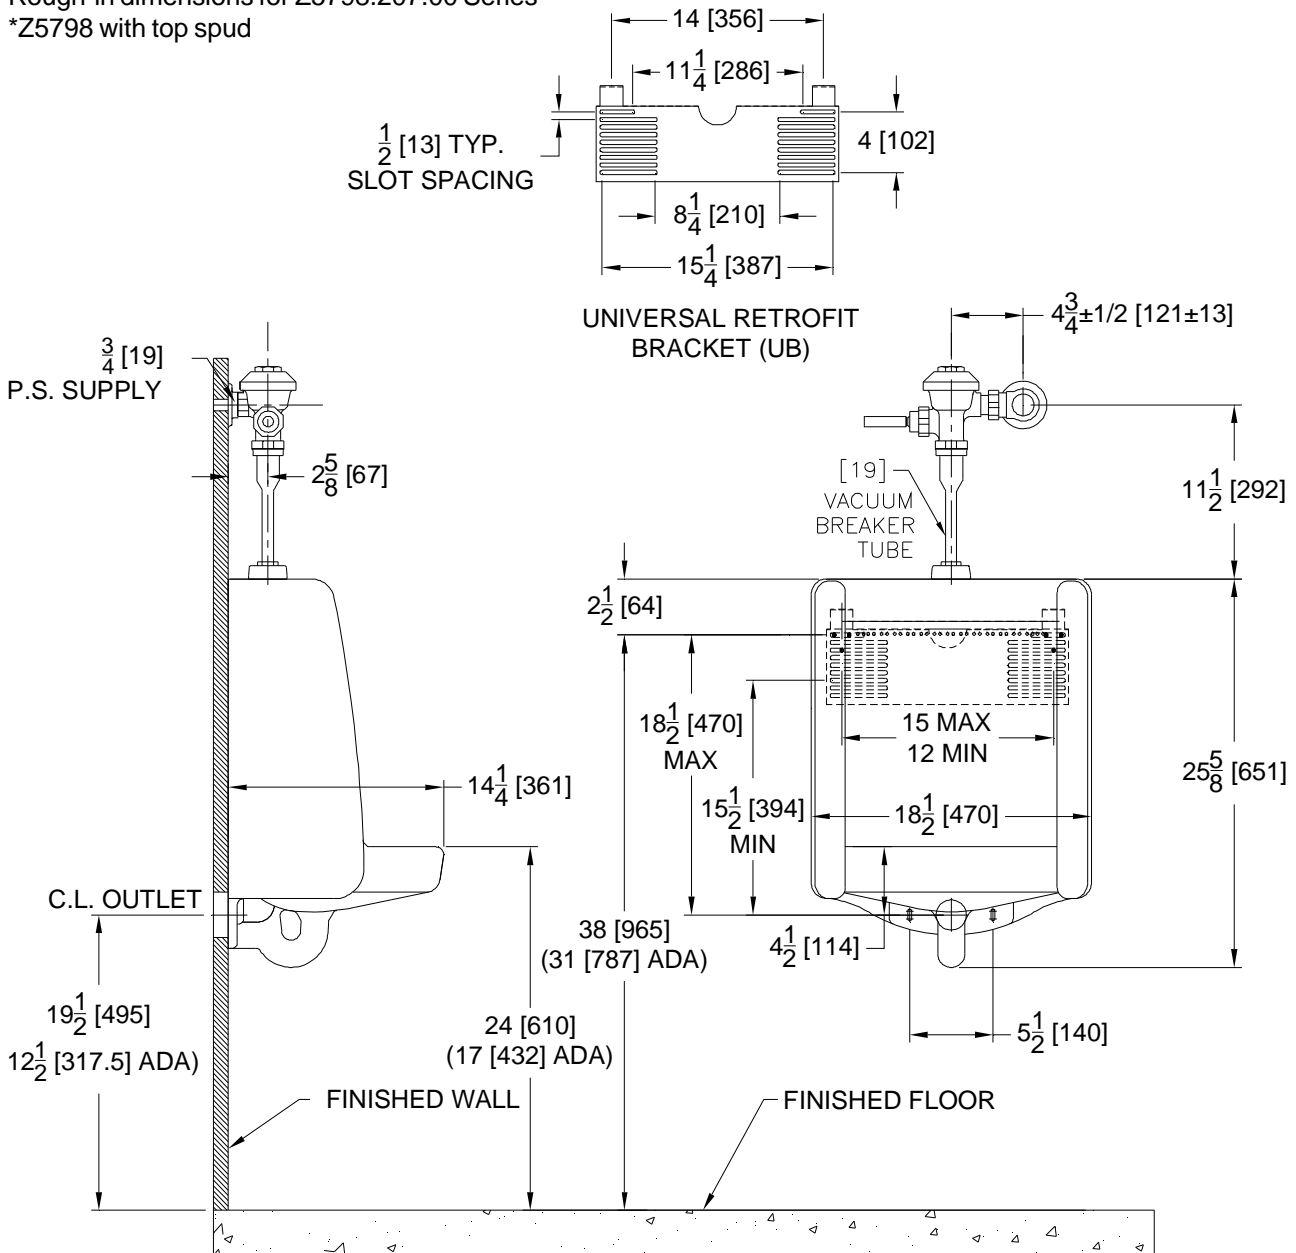 Rough-in dimensions for Z5798.207.00 Series
*Z5798 with top spud
14 [356]
11 1/4 [286]
1/2 [13] TYP.
SLOT SPACING
4 [102]
8 1/4 [210]
15 1/4 [387]
UNIVERSAL RETROFIT
BRACKET (UB)
4 3/4±1/2 [121±13]
3/4 [19]
P.S. SUPPLY
2 5/8 [67]
[19]
VACUUM
BREAKER
TUBE
11 1/2 [292]
2 1/2 [64]
18 1/2 [470]
MAX
15 MAX
12 MIN
25 5/8 [651]
14 1/4 [361]
15 1/2 [394]
MIN
18 1/2 [470]
C.L. OUTLET
38 [965]
(31 [787] ADA)
4 1/2 [114]
19 1/2 [495]
12 1/2 [317.5] ADA)
24 [610]
(17 [432] ADA)
5 1/2 [140]
FINISHED WALL
FINISHED FLOOR